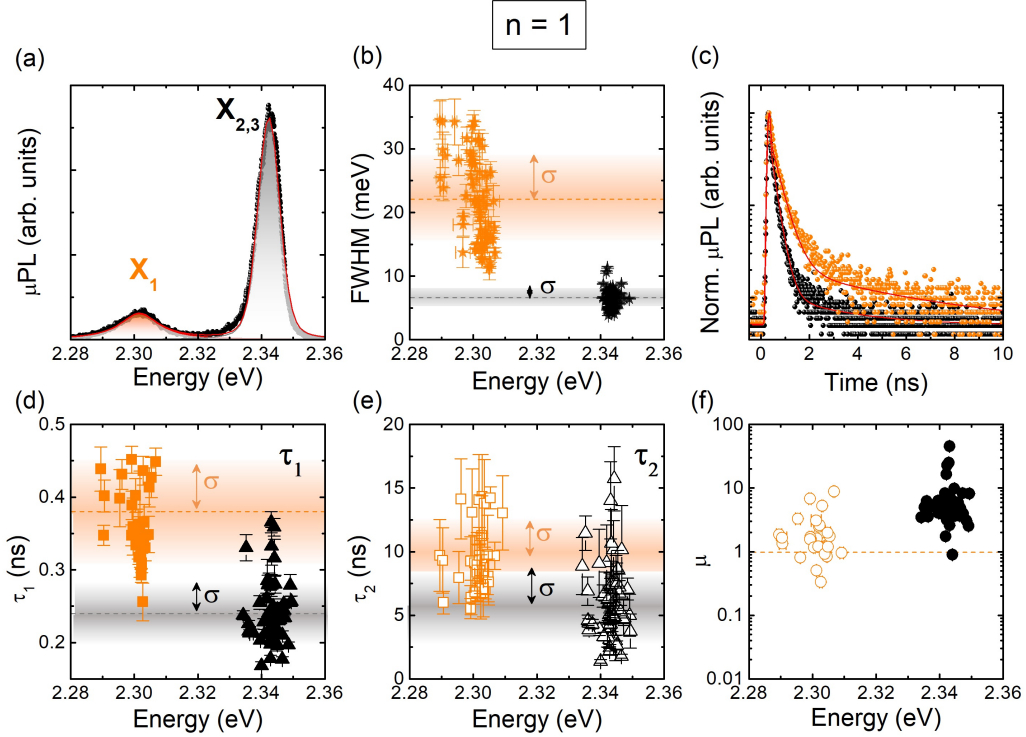 n = 1
(a)
X2,3
X1
μPL (arb. units)
2.28 2.30 2.32 2.34 2.36
Energy (eV)
(b)
40
30
20
10
0
FWHM (meV)
σ
σ
2.28 2.30 2.32 2.34 2.36
Energy (eV)
(c)
Norm. μPL (arb. units)
0 2 4 6 8 10
Time (ns)
(d)
0.5
0.4
0.3
0.2
τ1 (ns)
τ1
σ
σ
2.28 2.30 2.32 2.34 2.36
Energy (eV)
(e)
20
15
10
5
0
τ2 (ns)
τ2
σ
σ
2.28 2.30 2.32 2.34 2.36
Energy (eV)
(f)
100
10
1
0.1
0.01
μ
2.28 2.30 2.32 2.34 2.36
Energy (eV)